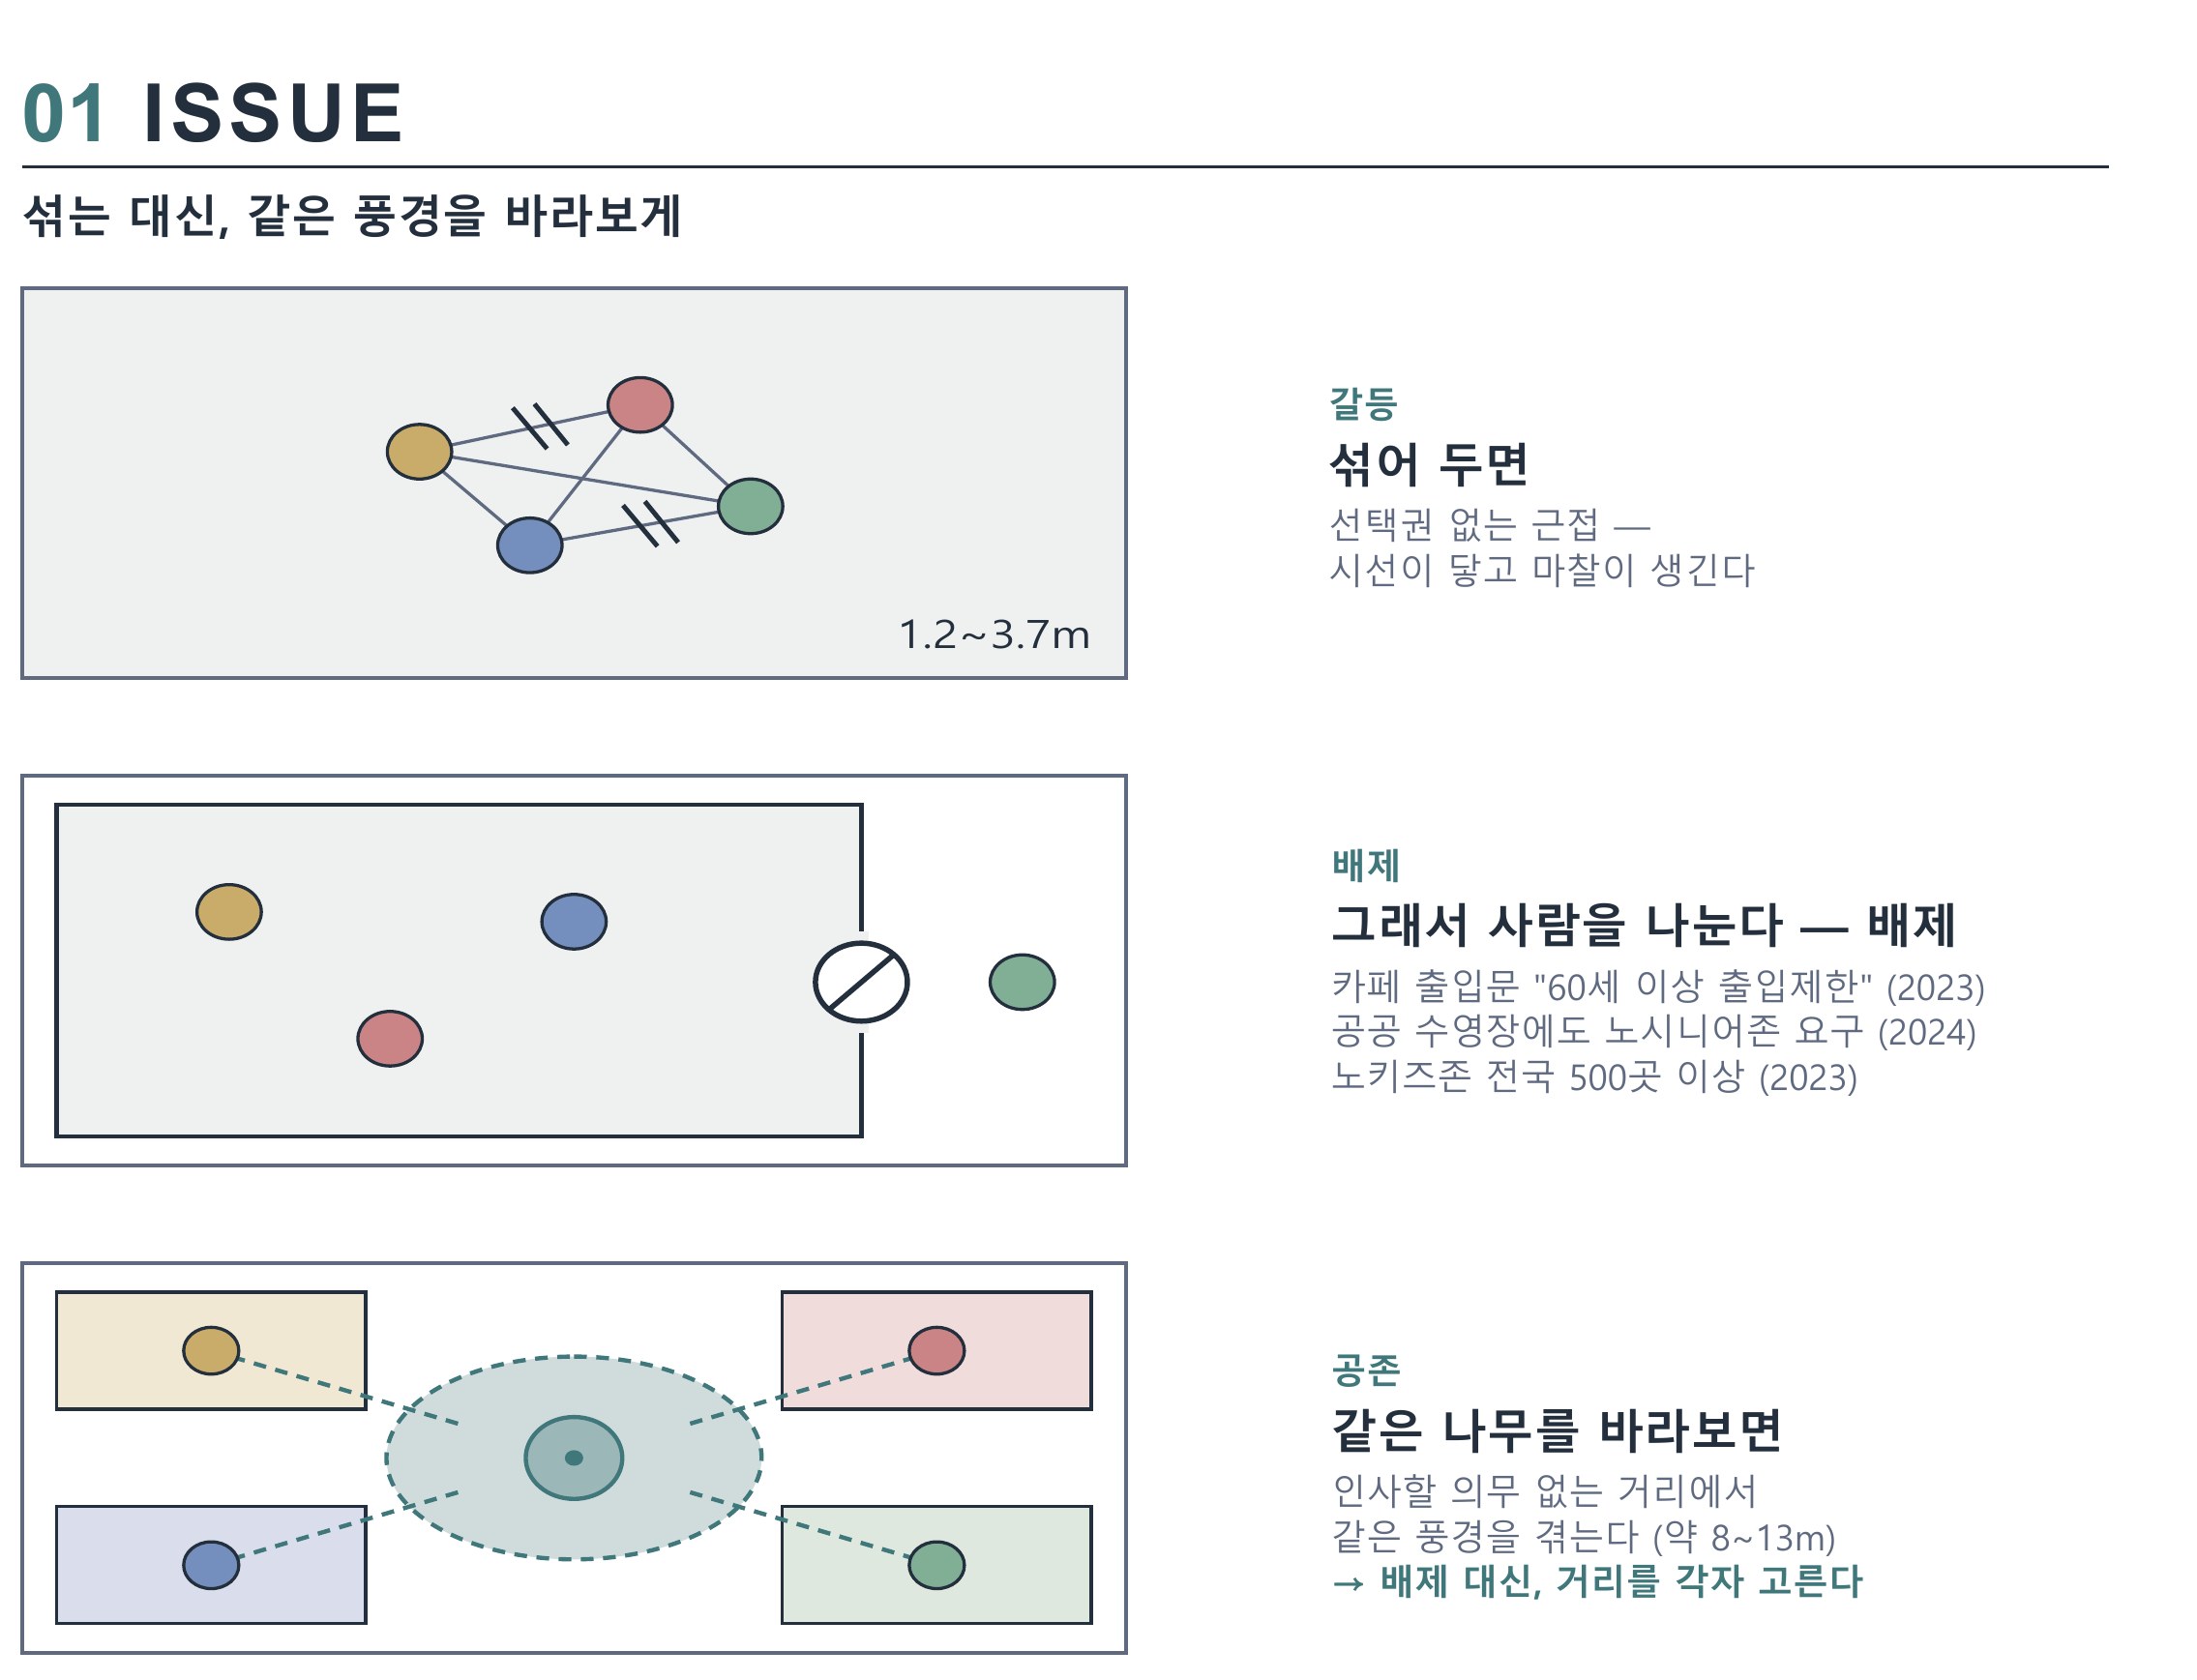 01 ISSUE
섞는 대신, 같은 풍경을 바라보게
갈등
섞어 두면
선택권 없는 근접 —
시선이 닿고 마찰이 생긴다
1.2~3.7m
배제
그래서 사람을 나눈다 — 배제
카페 출입문 "60세 이상 출입제한" (2023)
공공 수영장에도 노시니어존 요구 (2024)
노키즈존 전국 500곳 이상 (2023)
공존
같은 나무를 바라보면
인사할 의무 없는 거리에서
같은 풍경을 겪는다 (약 8~13m)
→ 배제 대신, 거리를 각자 고른다